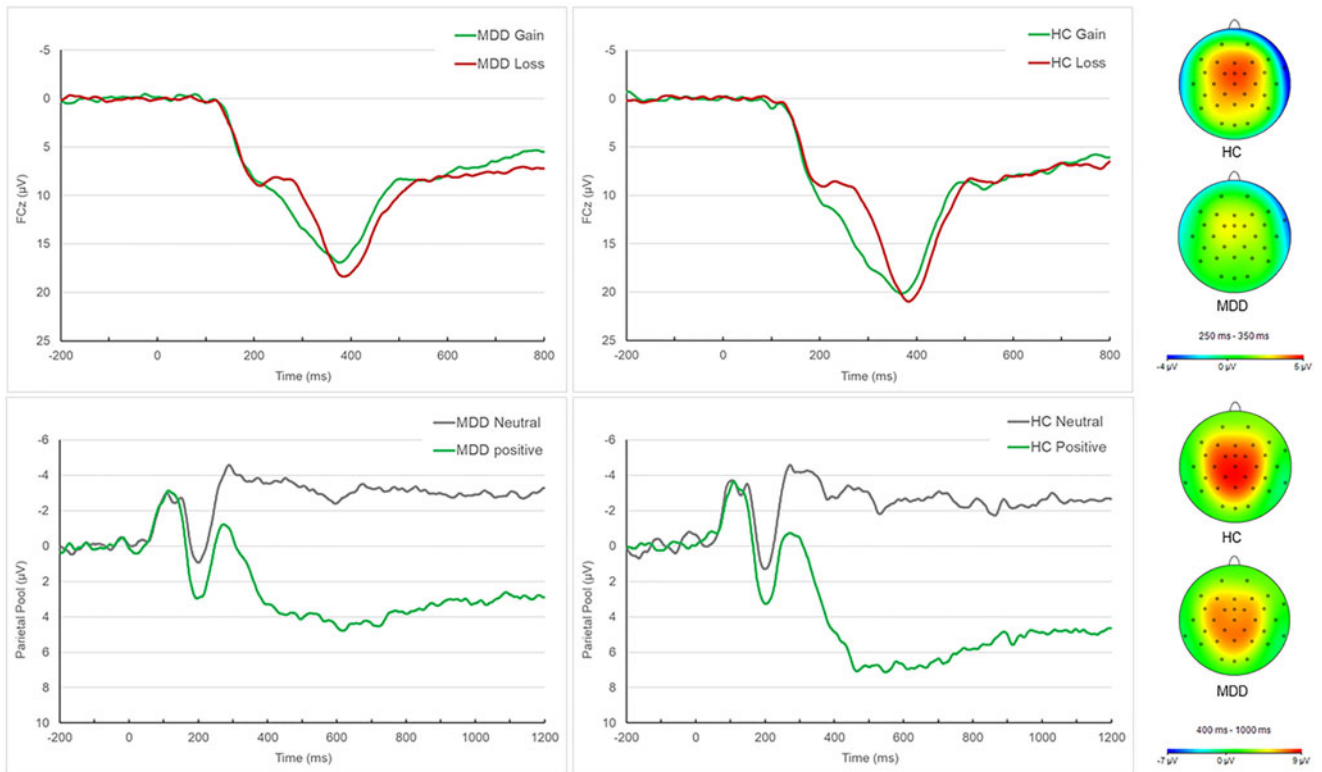 MDD Gain
MDD Loss
-5
0
5
10
15
20
25
FCz (µV)
-200
0
200
400
600
800
Time (ms)
HC Gain
HC Loss
-5
0
5
10
15
20
25
FCz (µV)
-200
0
200
400
600
800
Time (ms)
HC
MDD
250 ms - 350 ms
-4 µV
0 µV
5 µV
MDD Neutral
MDD positive
-6
-4
-2
0
2
4
6
8
10
Parietal Pool (µV)
-200
0
200
400
600
800
1000
1200
Time (ms)
HC Neutral
HC Positive
-6
-4
-2
0
2
4
6
8
10
Parietal Pool (µV)
-200
0
200
400
600
800
1000
1200
Time (ms)
HC
MDD
400 ms - 1000 ms
-7 µV
0 µV
9 µV